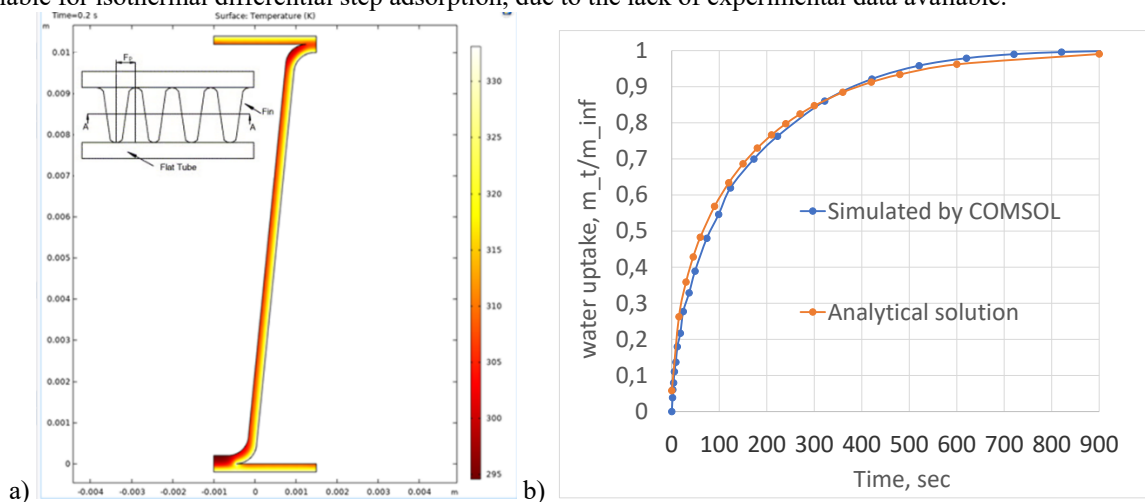 able for isothermal differential step adsorption, due to the lack of experimental data available.
Time=0.2 s
Surface: Temperature (K)
m
0.01
0.009
0.008
0.007
0.006
0.005
0.004
0.003
0.002
0.001
0
-0.004 -0.003 -0.002 -0.001 0 0.001 0.002 0.003 0.004 m
Fp
Fin
A A
Flat Tube
330
325
320
315
310
305
300
295
a)
b)
water uptake, m_t/m_inf
1
0,9
0,8
0,7
0,6
0,5
0,4
0,3
0,2
0,1
0
Simulated by COMSOL
Analytical solution
0 100 200 300 400 500 600 700 800 900
Time, sec